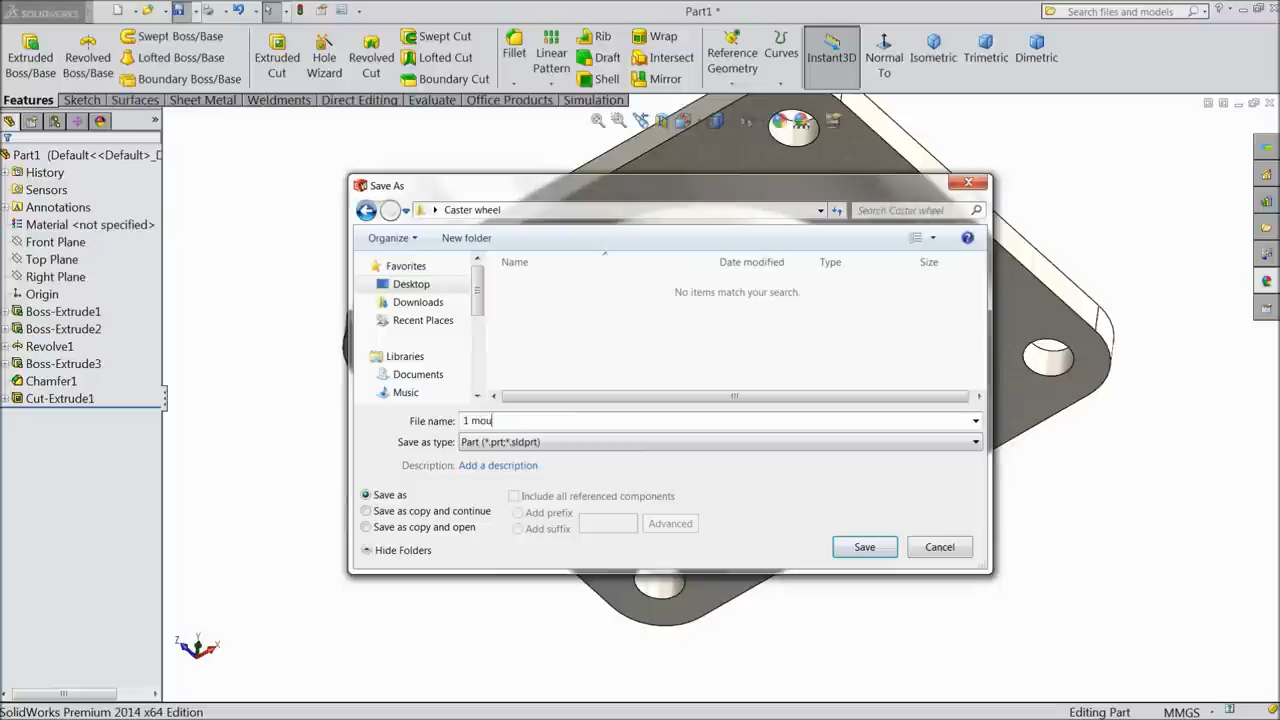 SOLIDWORKS
Part1 *
Search files and models
Extruded Boss/Base
Revolved Boss/Base
Swept Boss/Base
Lofted Boss/Base
Boundary Boss/Base
Extruded Cut
Hole Wizard
Revolved Cut
Swept Cut
Lofted Cut
Boundary Cut
Fillet
Linear Pattern
Rib
Draft
Shell
Wrap
Intersect
Mirror
Reference Geometry
Curves
Instant3D
Normal To
Isometric
Trimetric
Dimetric
Features
Sketch
Surfaces
Sheet Metal
Weldments
Direct Editing
Evaluate
Office Products
Simulation
Part1 (Default<<Default>_D
History
Sensors
Annotations
Material <not specified>
Front Plane
Top Plane
Right Plane
Origin
Boss-Extrude1
Boss-Extrude2
Revolve1
Boss-Extrude3
Chamfer1
Cut-Extrude1
Save As
Caster wheel
Search Caster wheel
Organize
New folder
Favorites
Desktop
Downloads
Recent Places
Libraries
Documents
Music
Name
Date modified
Type
Size
No items match your search.
File name: 1 mou
Save as type: Part (*.prt;*.sldprt)
Description: Add a description
Save as
Save as copy and continue
Save as copy and open
Include all referenced components
Add prefix
Add suffix
Advanced
Hide Folders
Save
Cancel
Z Y X
SolidWorks Premium 2014 x64 Edition
Editing Part
MMGS